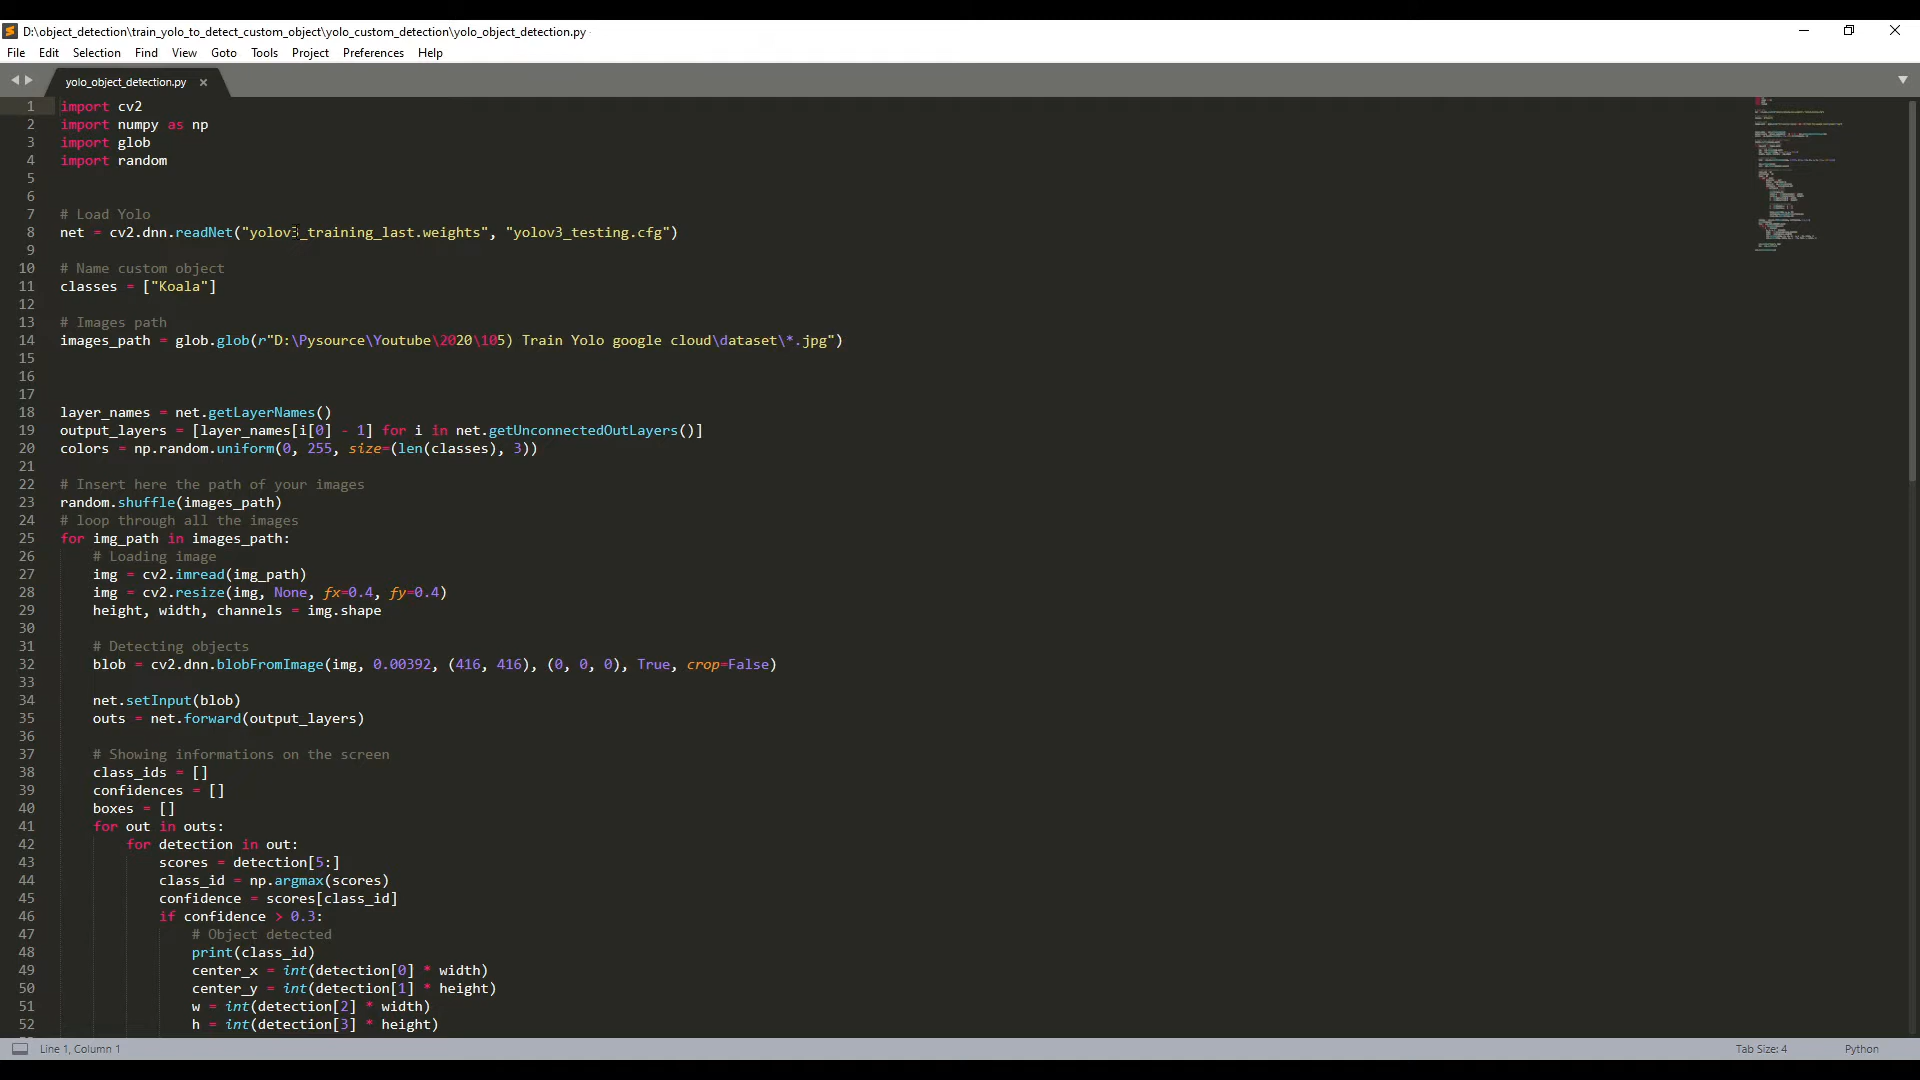 D:\object_detection\train_yolo_to_detect_custom_object\yolo_custom_detection\yolo_object_detection.py
File Edit Selection Find View Goto Tools Project Preferences Help
yolo_object_detection.py ×
1 import cv2
2 import numpy as np
3 import glob
4 import random
5
6
7 # Load Yolo
8 net = cv2.dnn.readNet("yolov3_training_last.weights", "yolov3_testing.cfg")
9
10 # Name custom object
11 classes = ["Koala"]
12
13 # Images path
14 images_path = glob.glob(r"D:\Pysource\Youtube\2020\105) Train Yolo google cloud\dataset\*.jpg")
15
16
17
18 layer_names = net.getLayerNames()
19 output_layers = [layer_names[i[0] - 1] for i in net.getUnconnectedOutLayers()]
20 colors = np.random.uniform(0, 255, size=(len(classes), 3))
21
22 # Insert here the path of your images
23 random.shuffle(images_path)
24 # loop through all the images
25 for img_path in images_path:
26     # Loading image
27     img = cv2.imread(img_path)
28     img = cv2.resize(img, None, fx=0.4, fy=0.4)
29     height, width, channels = img.shape
30
31     # Detecting objects
32     blob = cv2.dnn.blobFromImage(img, 0.00392, (416, 416), (0, 0, 0), True, crop=False)
33
34     net.setInput(blob)
35     outs = net.forward(output_layers)
36
37     # Showing informations on the screen
38     class_ids = []
39     confidences = []
40     boxes = []
41     for out in outs:
42         for detection in out:
43             scores = detection[5:]
44             class_id = np.argmax(scores)
45             confidence = scores[class_id]
46             if confidence > 0.3:
47                 # Object detected
48                 print(class_id)
49                 center_x = int(detection[0] * width)
50                 center_y = int(detection[1] * height)
51                 w = int(detection[2] * width)
52                 h = int(detection[3] * height)
Line 1, Column 1 Tab Size: 4 Python